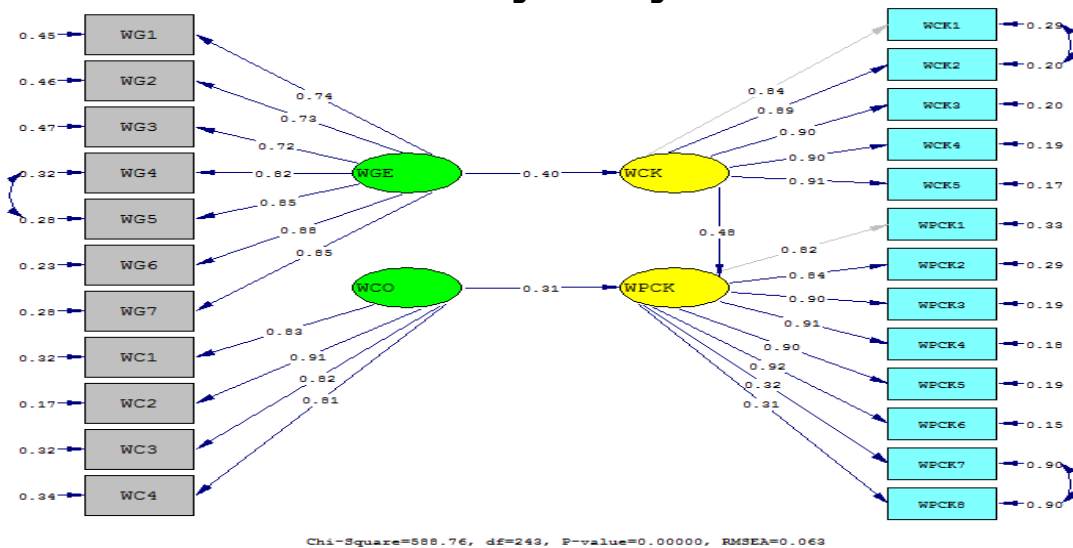 0.45 WG1
0.46 WG2
0.47 WG3
0.32 WG4
0.28 WG5
0.23 WG6
0.28 WG7
0.32 WC1
0.17 WC2
0.32 WC3
0.34 WC4
0.74
0.73
0.72
0.82
0.85
0.88
0.85
WGE
0.83
0.91
0.82
0.81
WCO
0.40
0.31
WCK
0.48
WPCK
0.84
0.89
0.90
0.90
0.91
0.82
0.84
0.90
0.91
0.90
0.92
0.32
0.31
WCK1 0.29
WCK2 0.20
WCK3 0.20
WCK4 0.19
WCK5 0.17
WPCK1 0.33
WPCK2 0.29
WPCK3 0.19
WPCK4 0.18
WPCK5 0.19
WPCK6 0.15
WPCK7 0.90
WPCK8 0.90
Chi-Square=588.76, df=243, P-value=0.00000, RMSEA=0.063